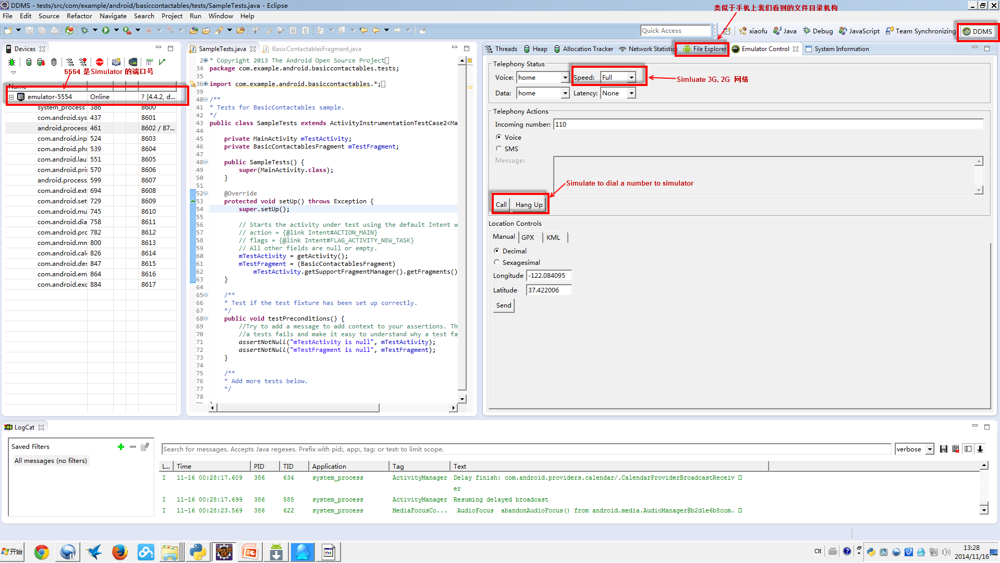 DDMS - tests/src/com/example/android/basiccontactables/tests/SampleTests.java - Eclipse
类似于手机上我们看到的文件目录机构
File Edit Source Refactor Navigate Search Project Run Window Help
Quick Access
xiaofu Java Debug JavaScript Team Synchronizing DDMS
Devices
5554 是Simulator 的端口号
Name
emulator-5554 Online ? [4.4.2, d...
system_process 386 8600
com.android.sys 437 8601
android.process 461 8602 / 87...
com.android.inp 524 8603
com.android.pho 539 8604
com.android.lau 551 8605
com.android.prin 570 8606
android.process 599 8607
com.android.exte 694 8608
com.android.set 729 8609
com.android.mu 745 8610
com.android.dia 758 8611
com.android.pro 782 8612
com.android.mm 800 8613
com.android.cale 826 8614
com.android.des 847 8615
com.android.em 864 8616
com.android.exc 884 8617
SampleTests.java BasicContactablesFragment.java
2 * Copyright 2013 The Android Open Source Project
34 package com.example.android.basiccontactables.tests;
36 import com.example.android.basiccontactables.*;
39
40 /**
41 * Tests for BasicContactables sample.
42 */
43 public class SampleTests extends ActivityInstrumentationTestCase2<Ma
44
45 private MainActivity mTestActivity;
46 private BasicContactablesFragment mTestFragment;
47
48 public SampleTests() {
49 super(MainActivity.class);
50 }
51
52 @Override
53 protected void setUp() throws Exception {
54 super.setUp();
55
56 // Starts the activity under test using the default Intent w
57 // action = {@link Intent#ACTION_MAIN}
58 // flags = {@link Intent#FLAG_ACTIVITY_NEW_TASK}
59 // All other fields are null or empty.
60 mTestActivity = getActivity();
61 mTestFragment = (BasicContactablesFragment)
62 mTestActivity.getSupportFragmentManager().getFragments()
63 }
64
65 /**
66 * Test if the test fixture has been set up correctly.
67 */
68 public void testPreconditions() {
69 //Try to add a message to add context to your assertions. Th
70 //a tests fails and make it easy to understand why a test fa
71 assertNotNull("mTestActivity is null", mTestActivity);
72 assertNotNull("mTestFragment is null", mTestFragment);
73 }
74
75 /**
76 * Add more tests below.
77 */
78
Threads Heap Allocation Tracker Network Statistics File Explorer Emulator Control System Information
Telephony Status
Voice: home Speed: Full
Simluate 3G, 2G 网络
Data: home Latency: None
Telephony Actions
Incoming number: 110
Voice
SMS
Message:
Simulate to dial a number to simulator
Call Hang Up
Location Controls
Manual GPX KML
Decimal
Sexagesimal
Longitude -122.084095
Latitude 37.422006
Send
LogCat
Saved Filters
All messages (no filters)
Search for messages. Accepts Java regexes. Prefix with pid:, app:, tag: or text: to limit scope.
verbose
L... Time PID TID Application Tag Text
I 11-16 00:28:17.609 386 634 system_process ActivityManager Delay finish: com.android.providers.calendar/.CalendarProviderBroadcastReceiv
er
I 11-16 00:28:17.699 386 585 system_process ActivityManager Resuming delayed broadcast
I 11-16 00:28:23.569 386 622 system_process MediaFocusCo... AudioFocus abandonAudioFocus() from android.media.AudioManager@b2d1e6b8com.
开始
Java EE
IDE
CH
13:28
2014/11/16